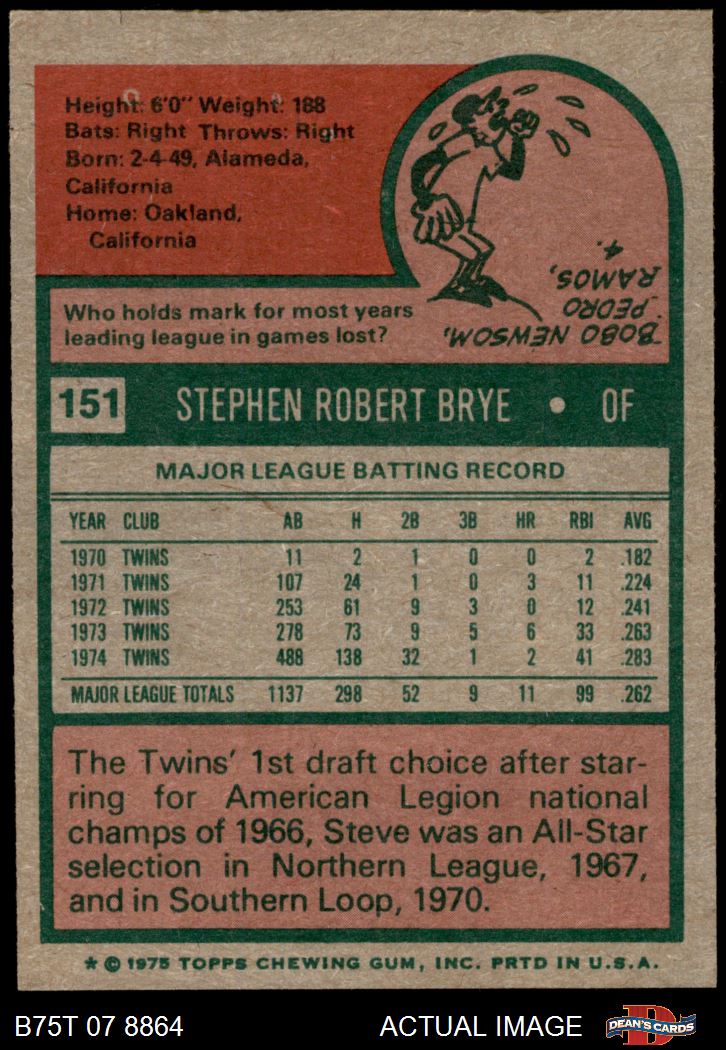 Height: 6'0" Weight: 188
Bats: Right Throws: Right
Born: 2-4-49, Alameda,
California
Home: Oakland,
California
Who holds mark for most years
leading league in games lost?
BOBO NEWSOM,
PEDRO
RAMOS,
4.
151 STEPHEN ROBERT BRYE • OF
MAJOR LEAGUE BATTING RECORD
YEAR CLUB AB H 2B 3B HR RBI AVG
1970 TWINS 11 2 1 0 0 2 .182
1971 TWINS 107 24 1 0 3 11 .224
1972 TWINS 253 61 9 3 0 12 .241
1973 TWINS 278 73 9 5 6 33 .263
1974 TWINS 488 138 32 1 2 41 .283
MAJOR LEAGUE TOTALS 1137 298 52 9 11 99 .262
The Twins' 1st draft choice after star-
ring for American Legion national
champs of 1966, Steve was an All-Star
selection in Northern League, 1967,
and in Southern Loop, 1970.
★ © 1975 TOPPS CHEWING GUM, INC. PRTD IN U.S.A.
B75T 07 8864 ACTUAL IMAGE D DEAN'S CARDS